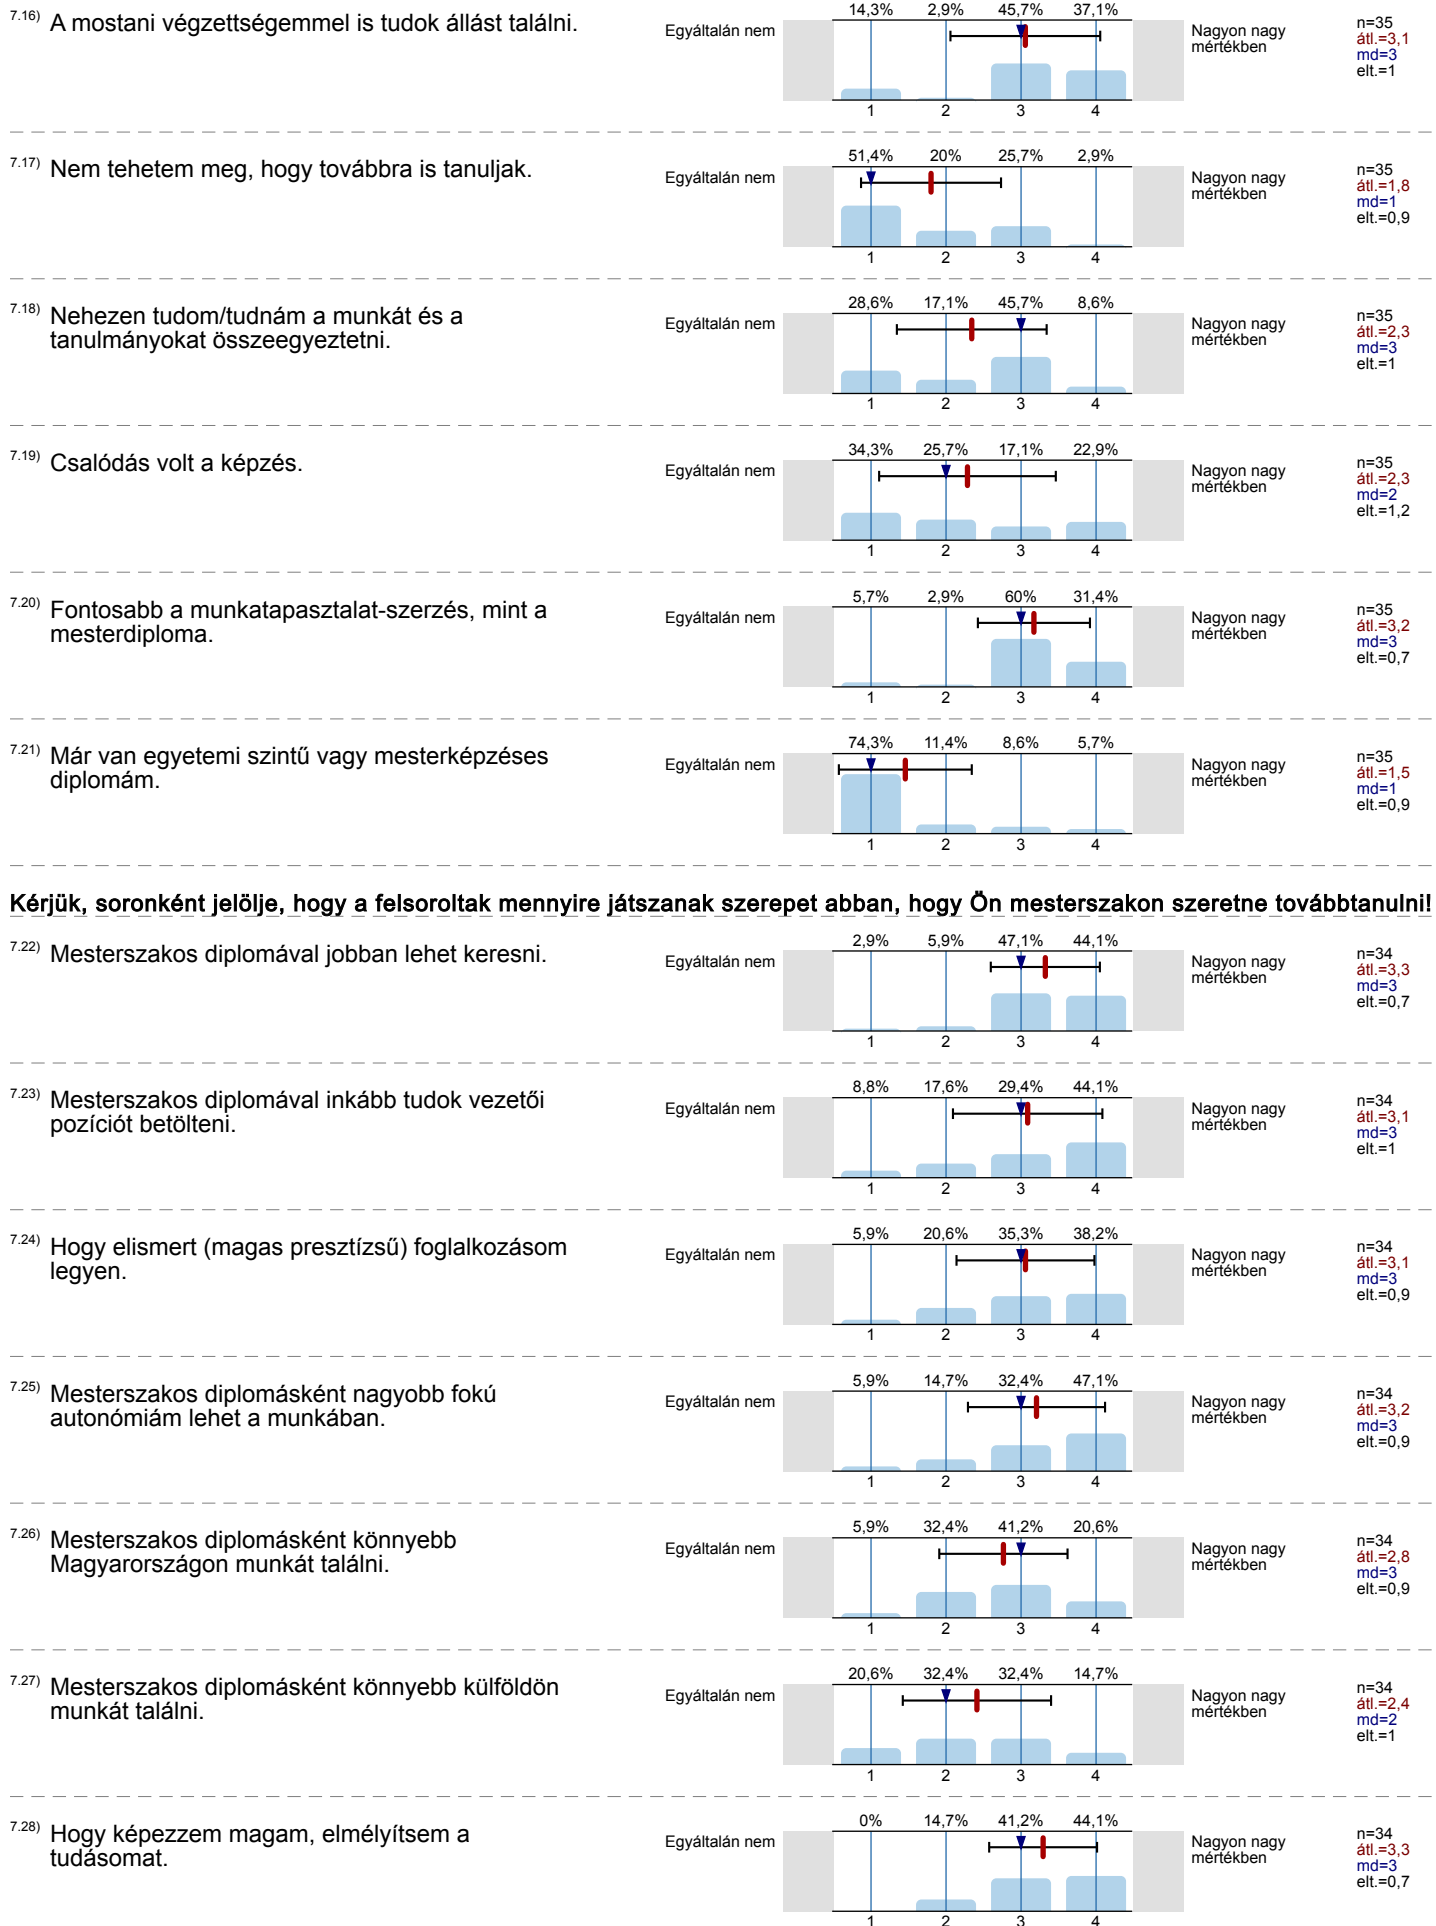 7.16) A mostani végzettségemmel is tudok állást találni.
Egyáltalán nem
14,3% 2,9% 45,7% 37,1%
1 2 3 4
Nagyon nagy
mértékben
n=35
átl.=3,1
md=3
elt.=1
7.17) Nem tehetem meg, hogy továbbra is tanuljak.
Egyáltalán nem
51,4% 20% 25,7% 2,9%
1 2 3 4
Nagyon nagy
mértékben
n=35
átl.=1,8
md=1
elt.=0,9
7.18) Nehezen tudom/tudnám a munkát és a
tanulmányokat összeegyeztetni.
Egyáltalán nem
28,6% 17,1% 45,7% 8,6%
1 2 3 4
Nagyon nagy
mértékben
n=35
átl.=2,3
md=3
elt.=1
7.19) Csalódás volt a képzés.
Egyáltalán nem
34,3% 25,7% 17,1% 22,9%
1 2 3 4
Nagyon nagy
mértékben
n=35
átl.=2,3
md=2
elt.=1,2
7.20) Fontosabb a munkatapasztalat-szerzés, mint a
mesterdiploma.
Egyáltalán nem
5,7% 2,9% 60% 31,4%
1 2 3 4
Nagyon nagy
mértékben
n=35
átl.=3,2
md=3
elt.=0,7
7.21) Már van egyetemi szintű vagy mesterképzéses
diplomám.
Egyáltalán nem
74,3% 11,4% 8,6% 5,7%
1 2 3 4
Nagyon nagy
mértékben
n=35
átl.=1,5
md=1
elt.=0,9
Kérjük, soronként jelölje, hogy a felsoroltak mennyire játszanak szerepet abban, hogy Ön mesterszakon szeretne továbbtanulni!
7.22) Mesterszakos diplomával jobban lehet keresni.
Egyáltalán nem
2,9% 5,9% 47,1% 44,1%
1 2 3 4
Nagyon nagy
mértékben
n=34
átl.=3,3
md=3
elt.=0,7
7.23) Mesterszakos diplomával inkább tudok vezetői
pozíciót betölteni.
Egyáltalán nem
8,8% 17,6% 29,4% 44,1%
1 2 3 4
Nagyon nagy
mértékben
n=34
átl.=3,1
md=3
elt.=1
7.24) Hogy elismert (magas presztízsű) foglalkozásom
legyen.
Egyáltalán nem
5,9% 20,6% 35,3% 38,2%
1 2 3 4
Nagyon nagy
mértékben
n=34
átl.=3,1
md=3
elt.=0,9
7.25) Mesterszakos diplomásként nagyobb fokú
autonómiám lehet a munkában.
Egyáltalán nem
5,9% 14,7% 32,4% 47,1%
1 2 3 4
Nagyon nagy
mértékben
n=34
átl.=3,2
md=3
elt.=0,9
7.26) Mesterszakos diplomásként könnyebb
Magyarországon munkát találni.
Egyáltalán nem
5,9% 32,4% 41,2% 20,6%
1 2 3 4
Nagyon nagy
mértékben
n=34
átl.=2,8
md=3
elt.=0,9
7.27) Mesterszakos diplomásként könnyebb külföldön
munkát találni.
Egyáltalán nem
20,6% 32,4% 32,4% 14,7%
1 2 3 4
Nagyon nagy
mértékben
n=34
átl.=2,4
md=2
elt.=1
7.28) Hogy képezzem magam, elmélyítsem a
tudásomat.
Egyáltalán nem
0% 14,7% 41,2% 44,1%
1 2 3 4
Nagyon nagy
mértékben
n=34
átl.=3,3
md=3
elt.=0,7